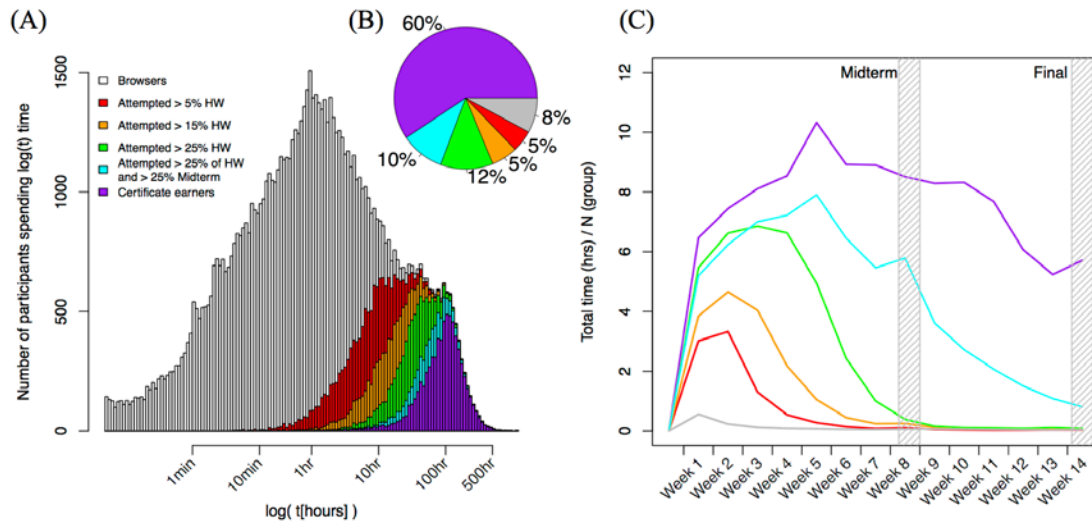 (A)
Number of participants spending log(t) time
1500
1000
500
0
Browsers
Attempted > 5% HW
Attempted > 15% HW
Attempted > 25% HW
Attempted > 25% of HW
and > 25% Midterm
Certificate earners
1min
10min
1hr
10hr
100hr
500hr
log( t[hours] )
(B)
60%
8%
5%
5%
12%
10%
(C)
Total time (hrs) / N (group)
12
10
8
6
4
2
0
Midterm
Final
Week 1
Week 2
Week 3
Week 4
Week 5
Week 6
Week 7
Week 8
Week 9
Week 10
Week 11
Week 12
Week 13
Week 14